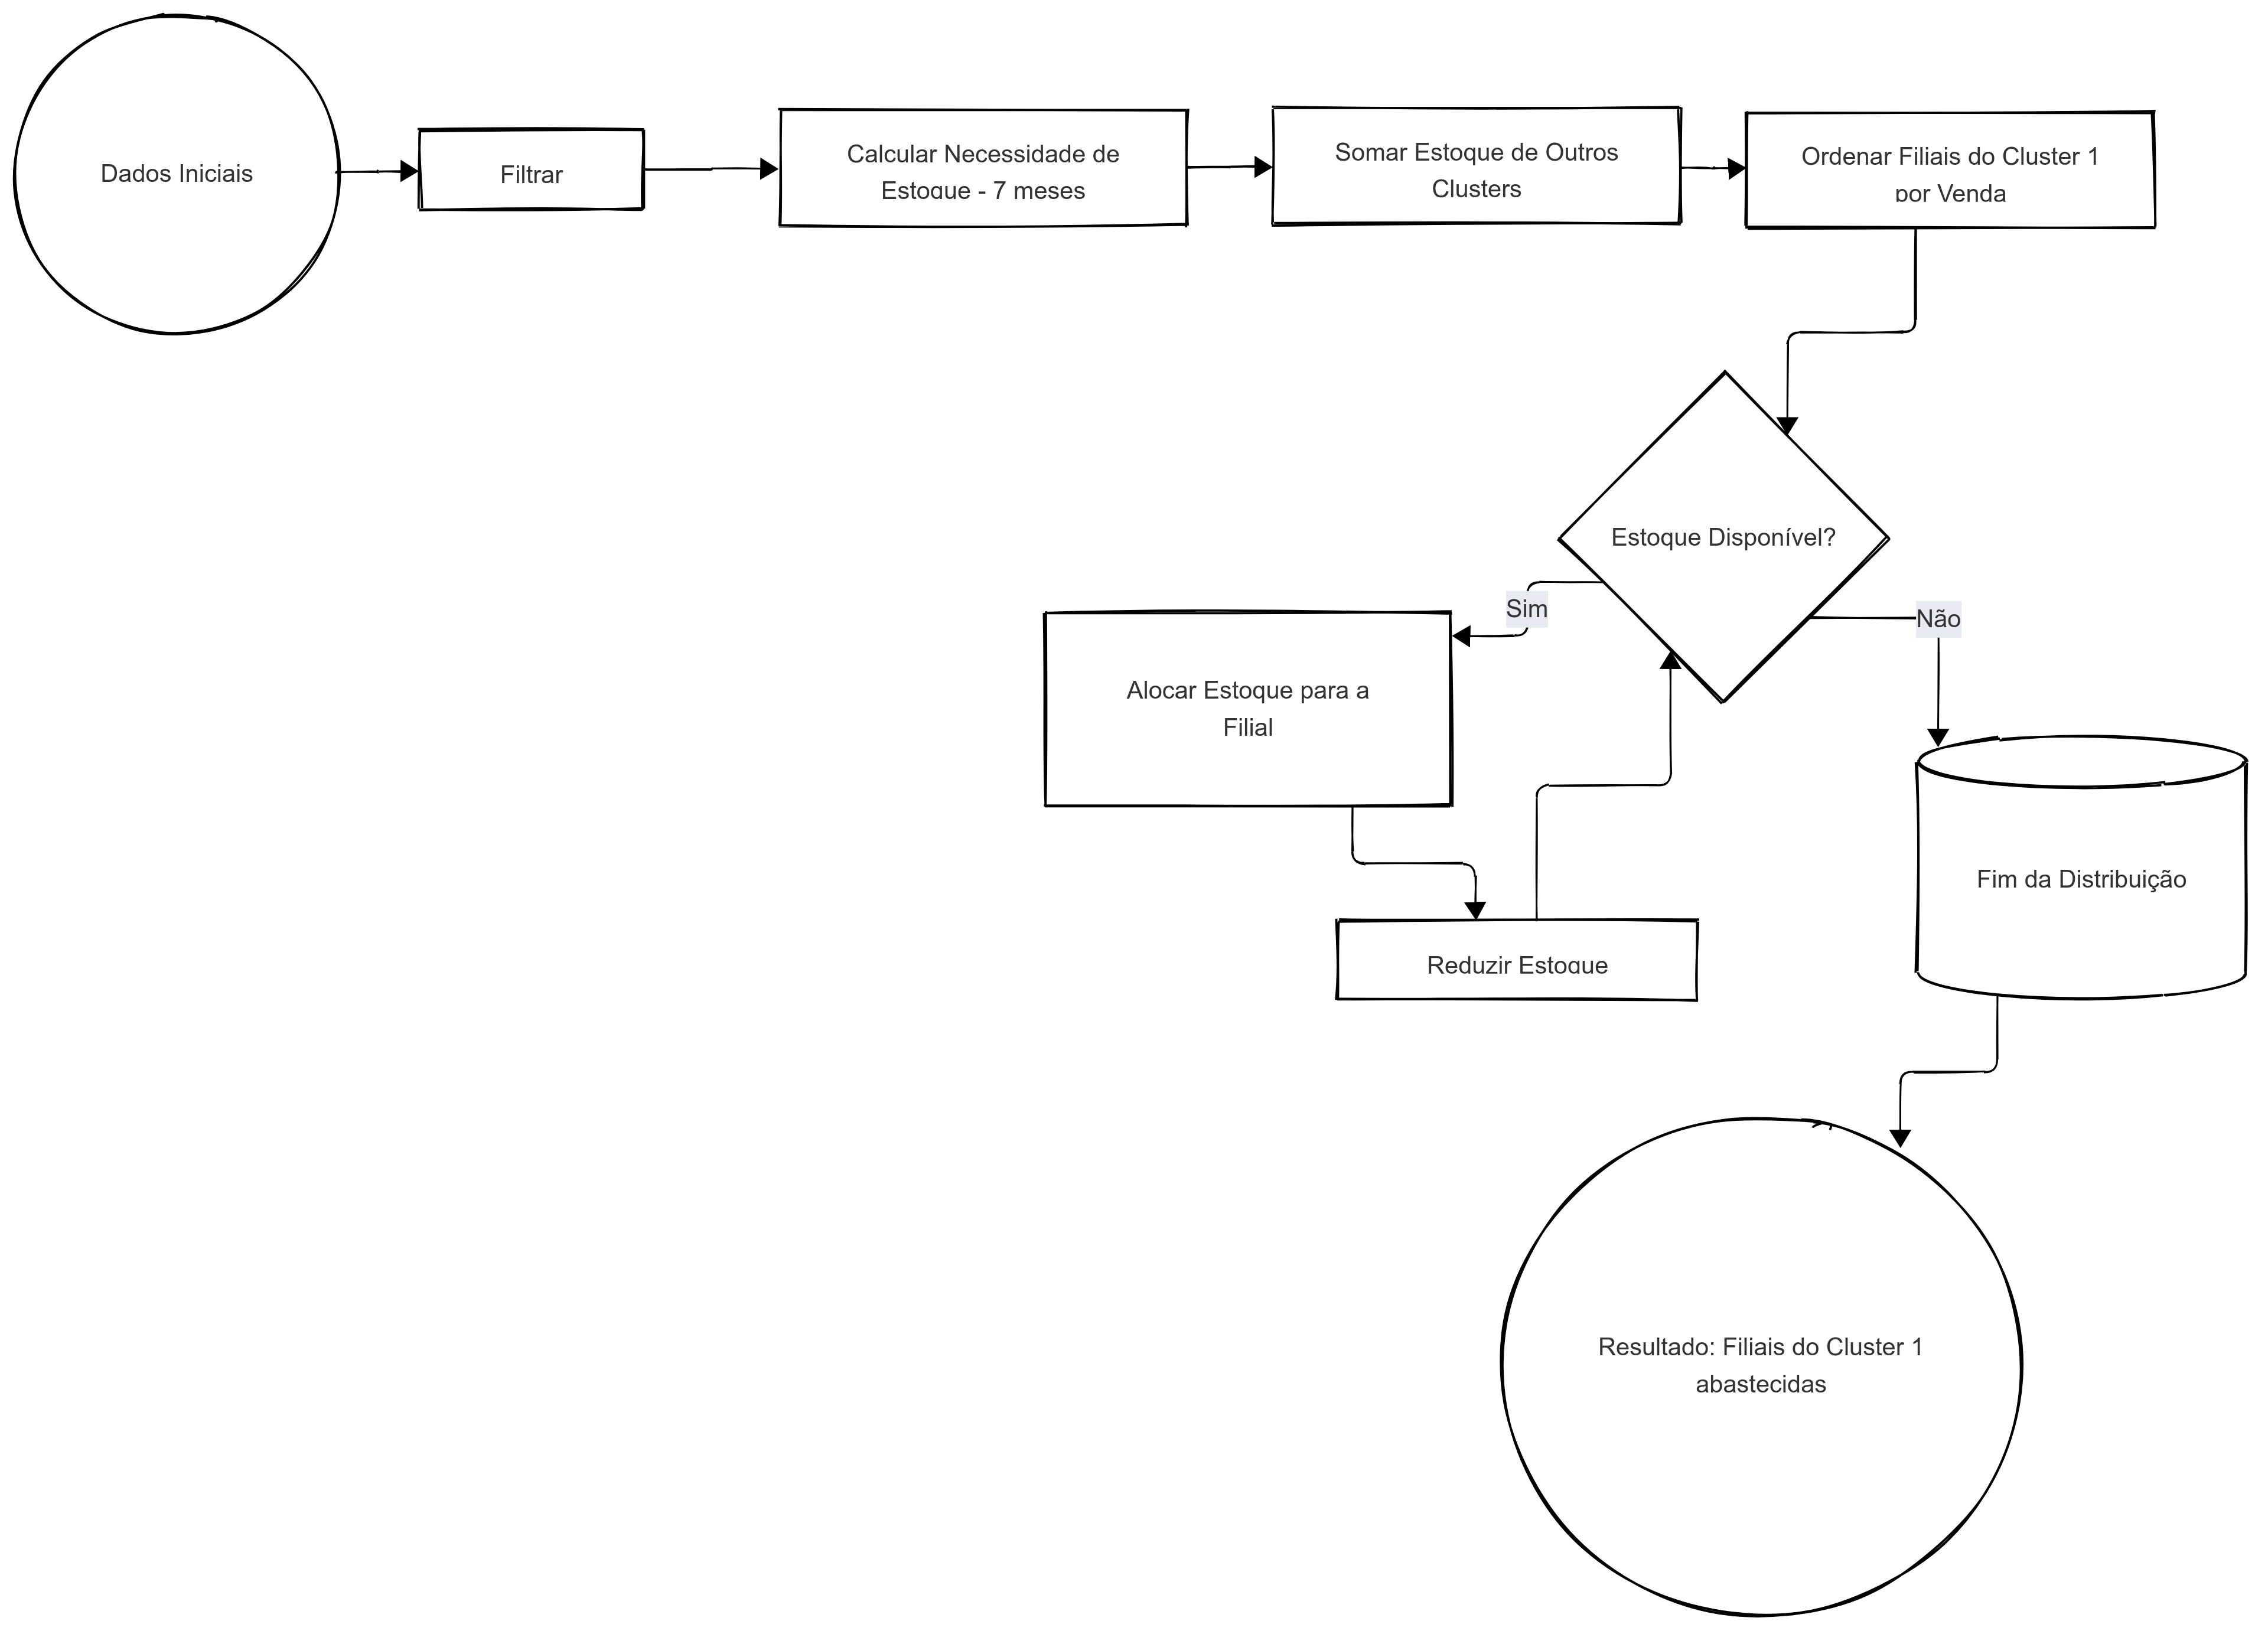 Dados Iniciais
Filtrar
Calcular Necessidade de
Estoque - 7 meses
Somar Estoque de Outros
Clusters
Ordenar Filiais do Cluster 1
por Venda
Estoque Disponível?
Sim
Não
Alocar Estoque para a
Filial
Fim da Distribuição
Reduzir Estoque
Resultado: Filiais do Cluster 1
abastecidas